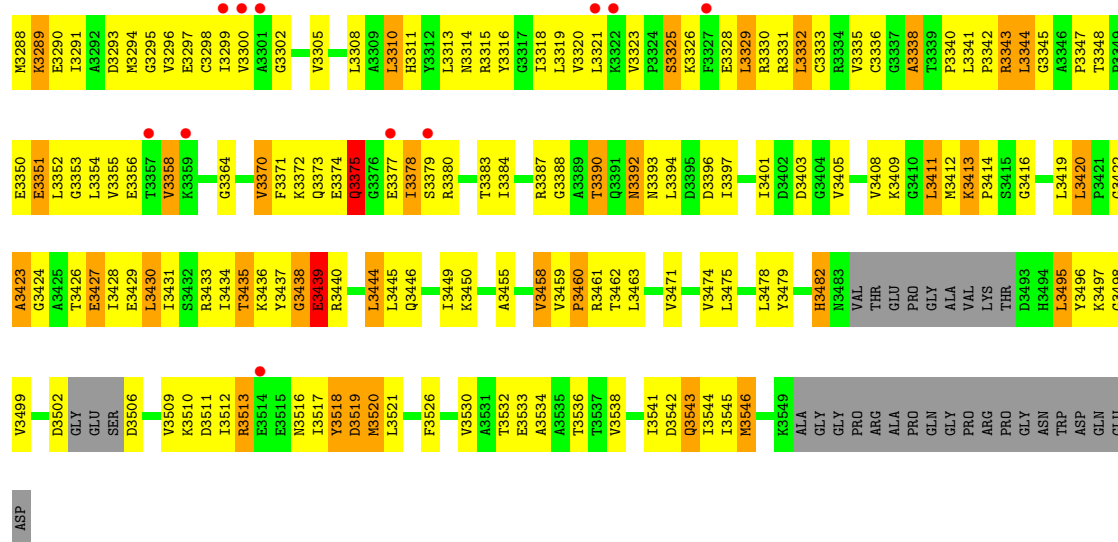 M3288 K3289 E3290 I3291 A3292 D3293 M3294 G3295 V3296 E3297 C3298 I3299 V3300 A3301 G3302 V3305 L3308 A3309 L3310 H3311 Y3312 L3313 N3314 R3315 Y3316 G3317 I3318 L3319 V3320 L3321 K3322 V3323 P3324 S3325 K3326 F3327 E3328 L3329 R3330 R3331 L3332 C3333 R3334 V3335 C3336 G3337 A3338 T3339 P3340 L3341 P3342 R3343 L3344 G3345 A3346 P3347 T3348
E3350 E3351 L3352 G3353 L3354 V3355 E3356 T3357 V3358 K3359 G3364 V3370 F3371 K3372 Q3373 E3374 Q3375 G3376 E3377 I3378 S3379 R3380 T3383 I3384 R3387 G3388 A3389 T3390 Q3391 N3392 N3393 L3394 D3395 D3396 I3397 I3401 D3402 D3403 G3404 V3405 V3408 K3409 G3410 L3411 M3412 K3413 P3414 S3415 G3416 L3419 L3420 P3421
A3423 G3424 A3425 T3426 E3427 I3428 E3429 L3430 I3431 S3432 R3433 I3434 T3435 K3436 Y3437 G3438 E3439 R3440 L3444 L3445 Q3446 I3449 K3450 A3455 V3458 V3459 P3460 R3461 T3462 L3463 V3471 V3474 L3475 L3478 Y3479 H3482 N3483 VAL THR GLU PRO GLY ALA VAL LYS THR D3493 H3494 L3495 Y3496 K3497
V3499 D3502 GLY GLU SER D3506 V3509 K3510 D3511 I3512 R3513 E3514 E3515 N3516 I3517 Y3518 D3519 M3520 L3521 F3526 V3530 A3531 T3532 E3533 A3534 A3535 T3536 T3537 V3538 I3541 D3542 Q3543 I3544 I3545 M3546 K3549 ALA GLY GLY PRO ARG ALA PRO GLN GLY PRO ARG PRO GLY ASN TRP ASP GLN
ASP